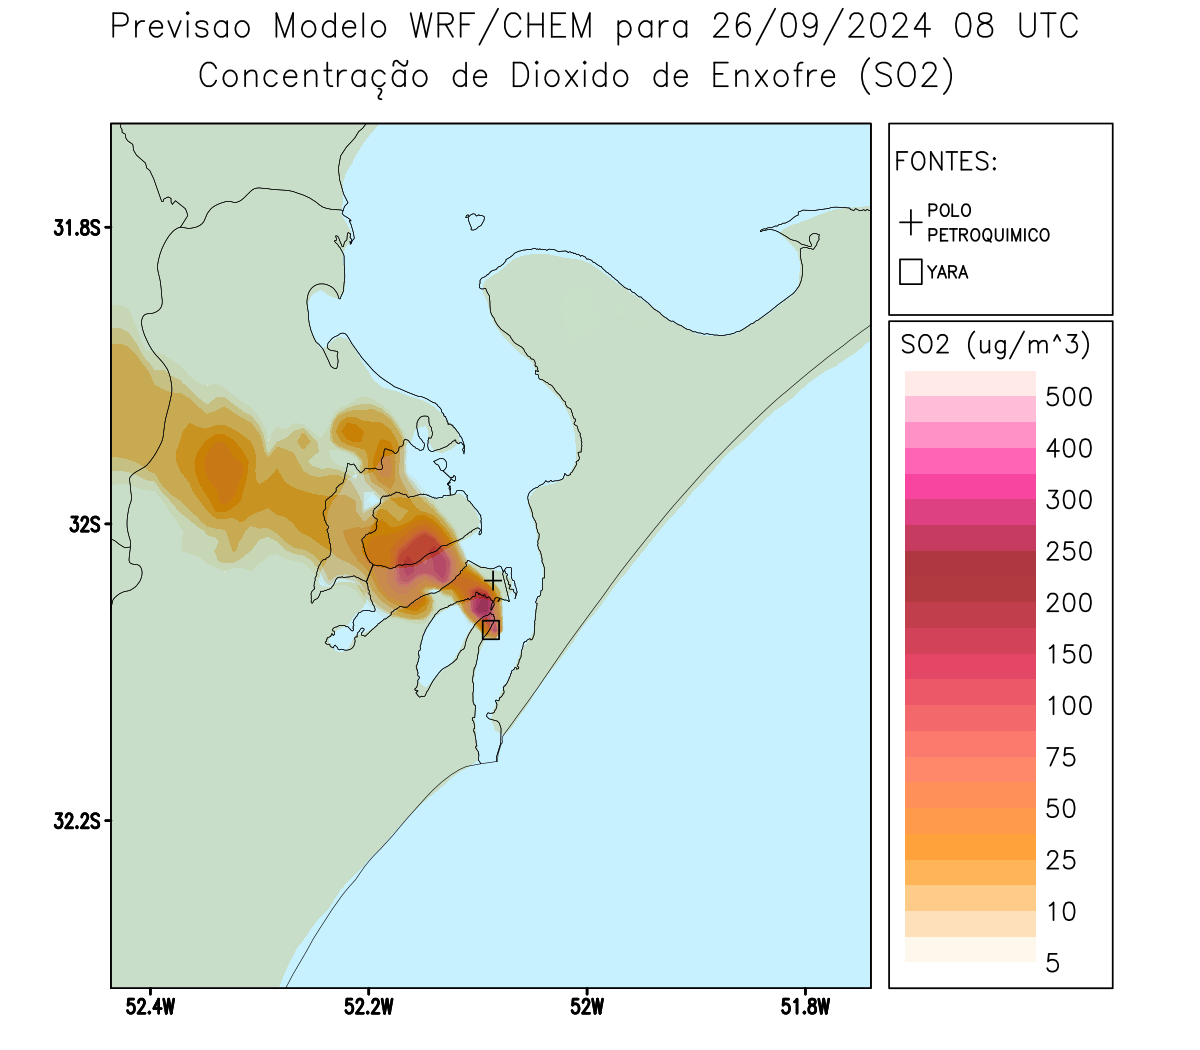 Previsao Modelo WRF/CHEM para 26/09/2024 08 UTC
Concentração de Dioxido de Enxofre (SO2)
FONTES:
POLO
PETROQUIMICO
YARA
SO2 (ug/m^3)
500
400
300
250
200
150
100
75
50
25
10
5
31.8S
32S
32.2S
52.4W
52.2W
52W
51.8W